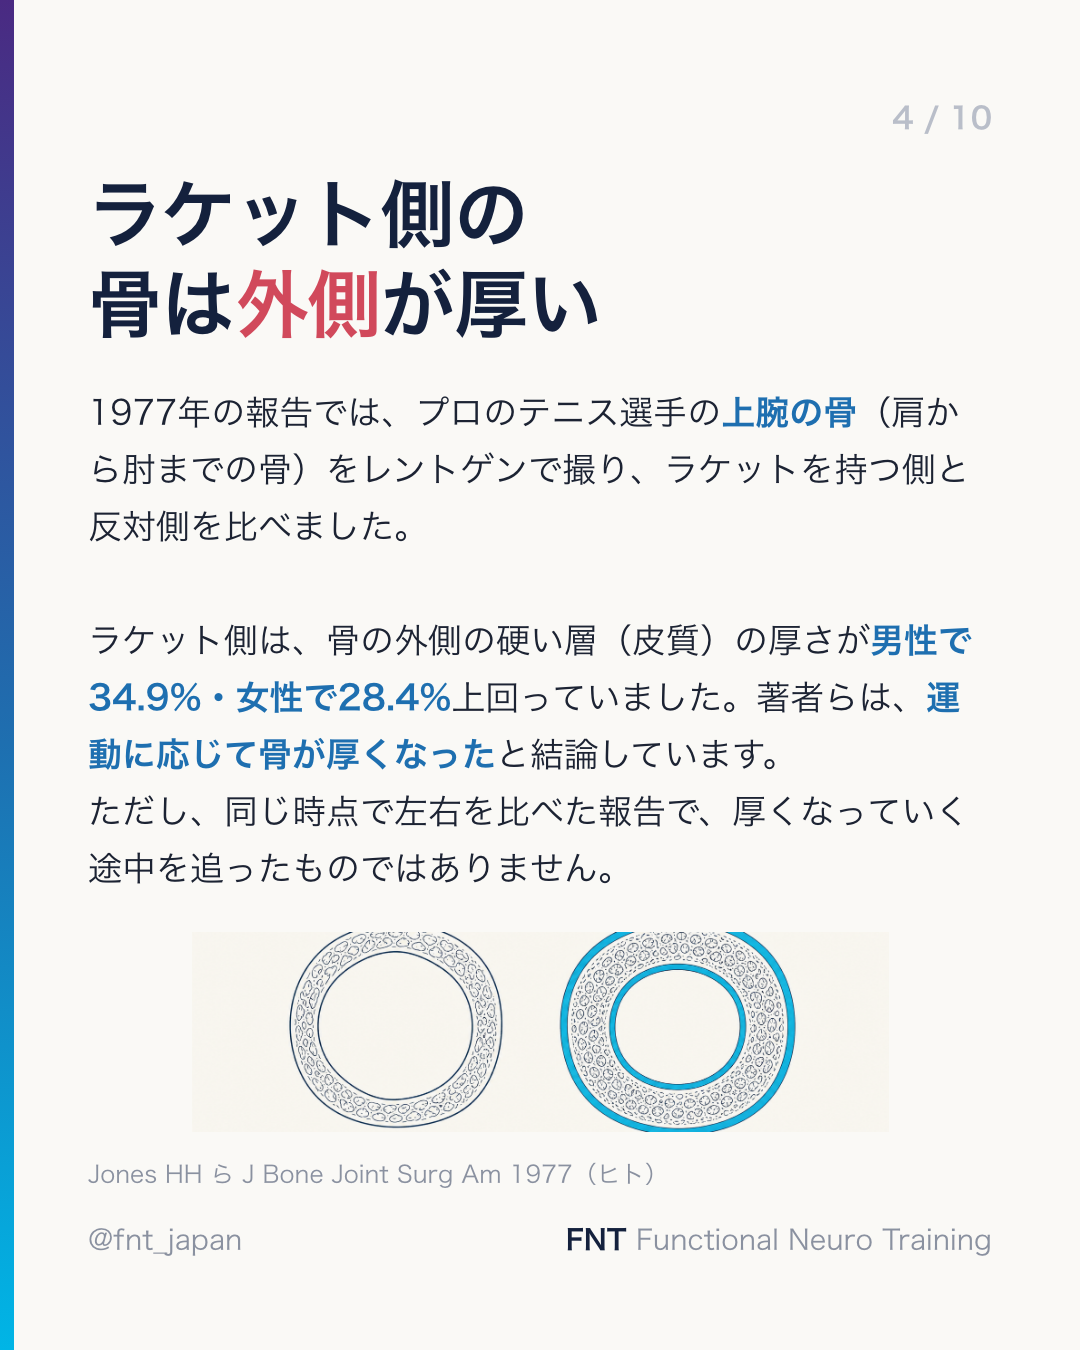 4 / 10
ラケット側の
骨は外側が厚い
1977年の報告では、プロのテニス選手の上腕の骨（肩か
ら肘までの骨）をレントゲンで撮り、ラケットを持つ側と
反対側を比べました。
ラケット側は、骨の外側の硬い層（皮質）の厚さが男性で
34.9%・女性で28.4%上回っていました。著者らは、運
動に応じて骨が厚くなったと結論しています。
ただし、同じ時点で左右を比べた報告で、厚くなっていく
途中を追ったものではありません。
Jones HH ら J Bone Joint Surg Am 1977（ヒト）
@fnt_japan
FNT Functional Neuro Training